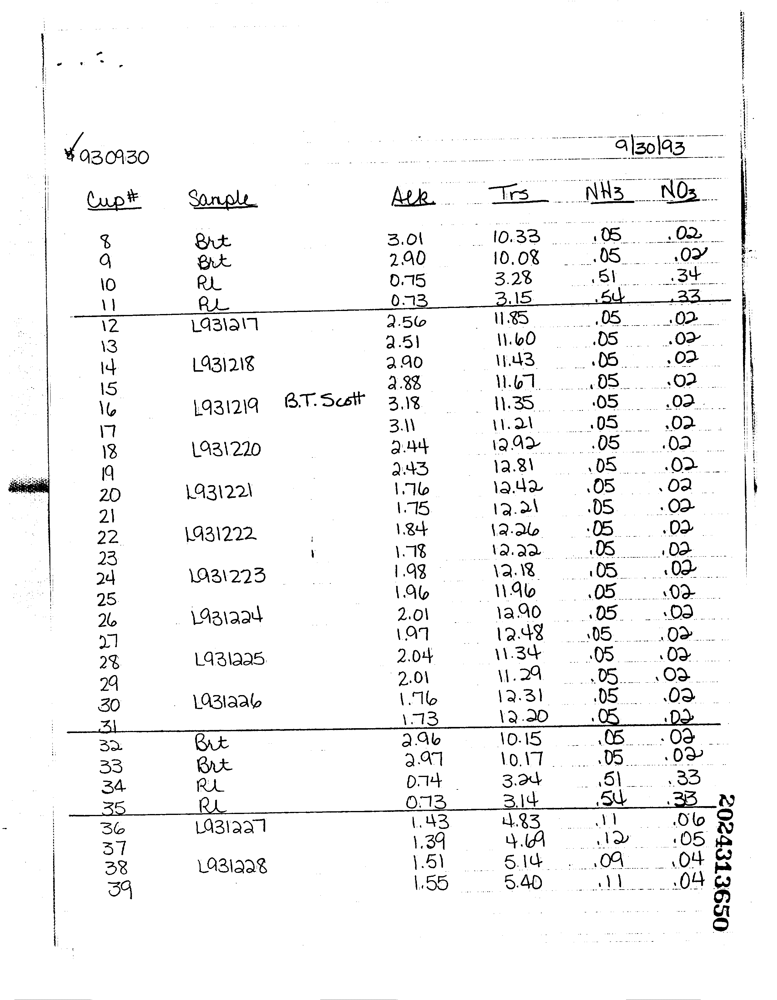 *930930 9/30/93
Cup# Sample Alk Trs NH3 NO3
8 Brt 3.01 10.33 .05 .02
9 Brt 2.90 10.08 .05 .02
10 RL 0.75 3.28 .51 .34
11 RL 0.73 3.15 .54 .33
12 L931217 2.56 11.85 .05 .02
13 2.51 11.60 .05 .02
14 L931218 2.90 11.43 .05 .02
15 2.88 11.67 .05 .02
16 L931219 B.T. Scott 3.18 11.35 .05 .02
17 3.11 11.21 .05 .02
18 L931220 2.44 12.92 .05 .02
19 2.43 12.81 .05 .02
20 L931221 1.76 12.42 .05 .02
21 1.75 12.21 .05 .02
22 L931222 1.84 12.26 .05 .02
23 1.78 12.22 .05 .02
24 L931223 1.98 12.18 .05 .02
25 1.96 11.96 .05 .02
26 L931224 2.01 12.90 .05 .02
27 1.97 12.48 .05 .02
28 L931225 2.04 11.34 .05 .02
29 2.01 11.29 .05 .02
30 L931226 1.76 12.31 .05 .02
31 1.73 12.20 .05 .02
32 Brt 2.96 10.15 .05 .02
33 Brt 2.97 10.17 .05 .02
34 RL 0.74 3.24 .51 .33
35 RL 0.73 3.14 .54 .33
36 L931227 1.43 4.83 .11 .06
37 1.39 4.69 .12 .05
38 L931228 1.51 5.14 .09 .04
39 1.55 5.40 .11 .04
2024313650